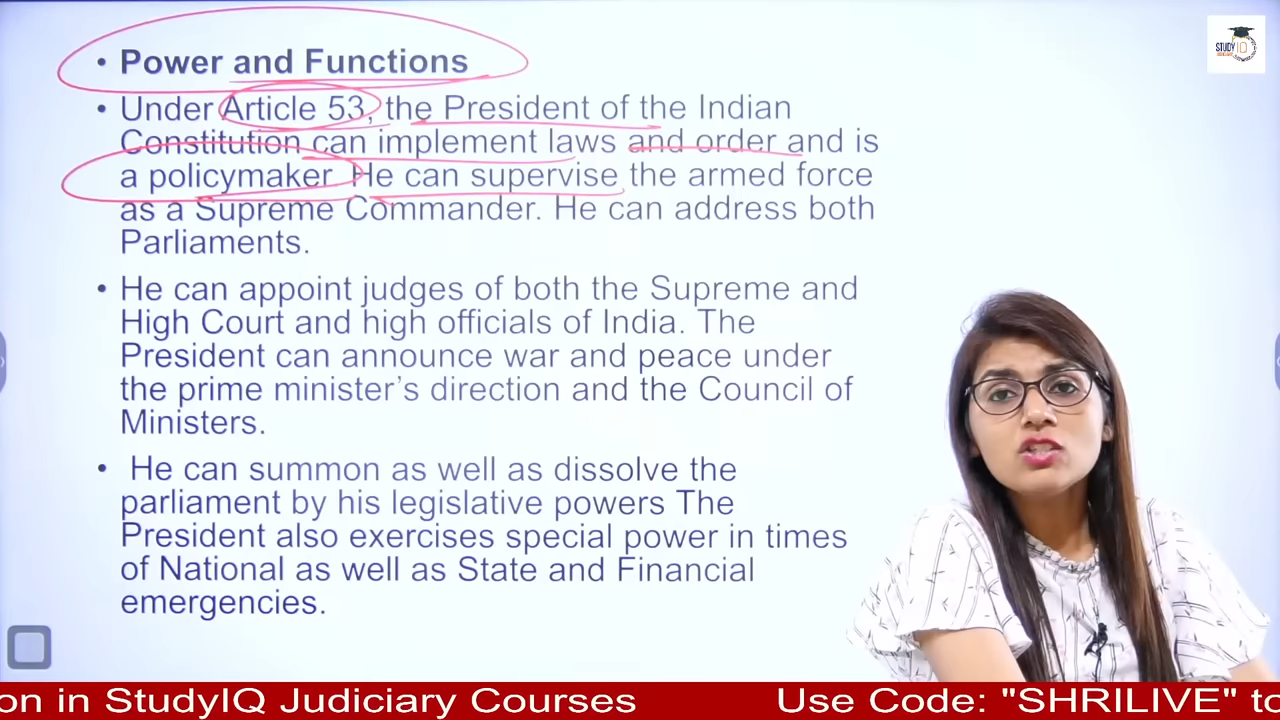 • Power and Functions
• Under Article 53, the President of the Indian
Constitution can implement laws and order and is
a policymaker He can supervise the armed force
as a Supreme Commander. He can address both
Parliaments.
• He can appoint judges of both the Supreme and
High Court and high officials of India. The
President can announce war and peace under
the prime minister's direction and the Council of
Ministers.
• He can summon as well as dissolve the
parliament by his legislative powers The
President also exercises special power in times
of National as well as State and Financial
emergencies.
STUDY IQ
on in StudyIQ Judiciary Courses Use Code: "SHRILIVE" to